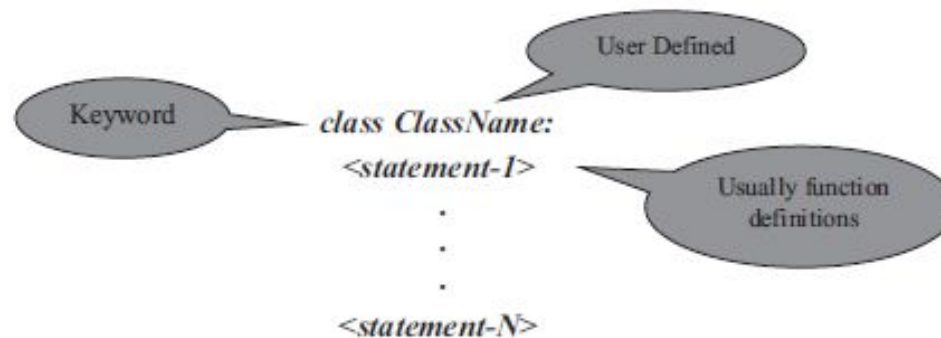 User Defined
Keyword
class ClassName:
<statement-1>
Usually function
definitions
.
.
.
<statement-N>